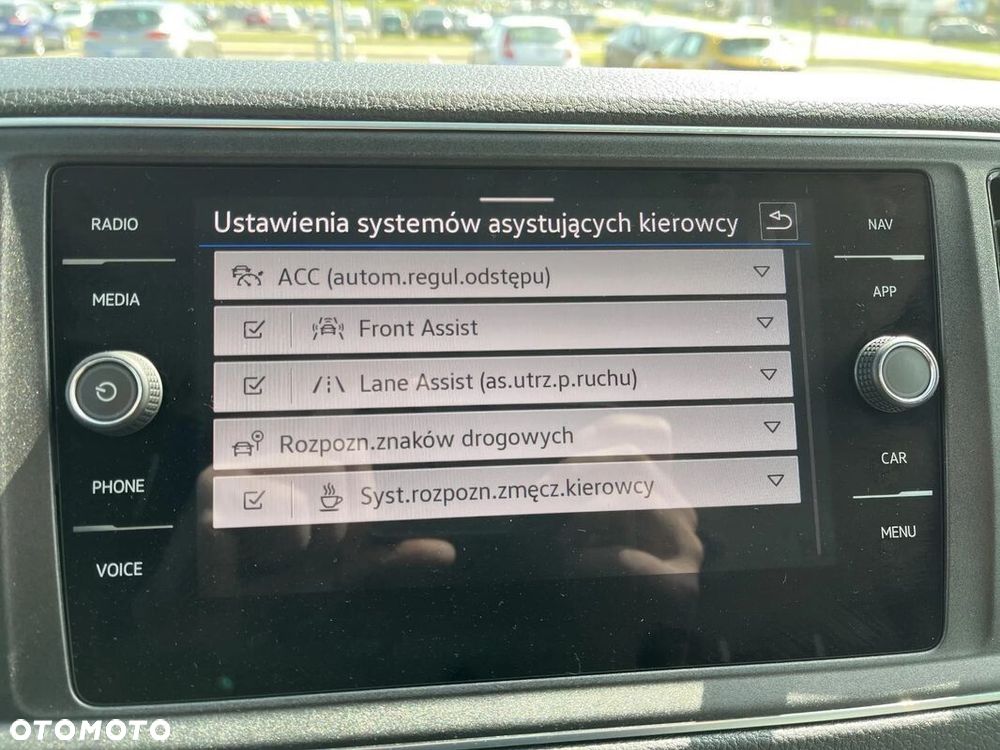 RADIO
MEDIA
PHONE
VOICE
Ustawienia systemów asystujących kierowcy
ACC (autom.regul.odstępu)
Front Assist
Lane Assist (as.utrz.p.ruchu)
Rozpozn.znaków drogowych
Syst.rozpozn.zmęcz.kierowcy
NAV
APP
CAR
MENU
OTOMOTO